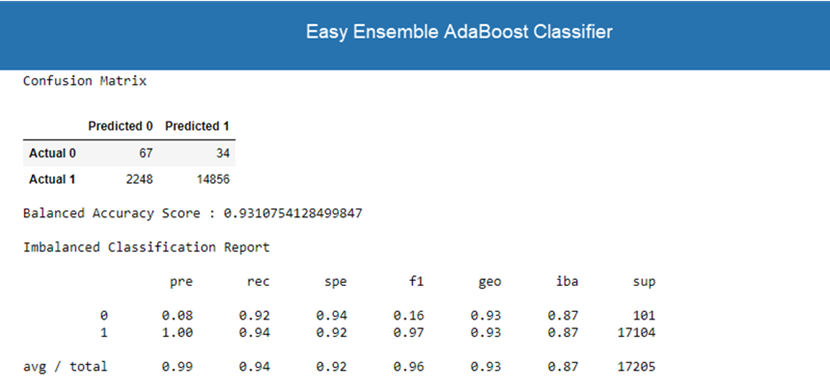 Easy Ensemble AdaBoost Classifier
Confusion Matrix
Predicted 0 Predicted 1
Actual 0 67 34
Actual 1 2248 14856
Balanced Accuracy Score : 0.9310754128499847
Imbalanced Classification Report
pre rec spe f1 geo iba sup
0 0.08 0.92 0.94 0.16 0.93 0.87 101
1 1.00 0.94 0.92 0.97 0.93 0.87 17104
avg / total 0.99 0.94 0.92 0.96 0.93 0.87 17205